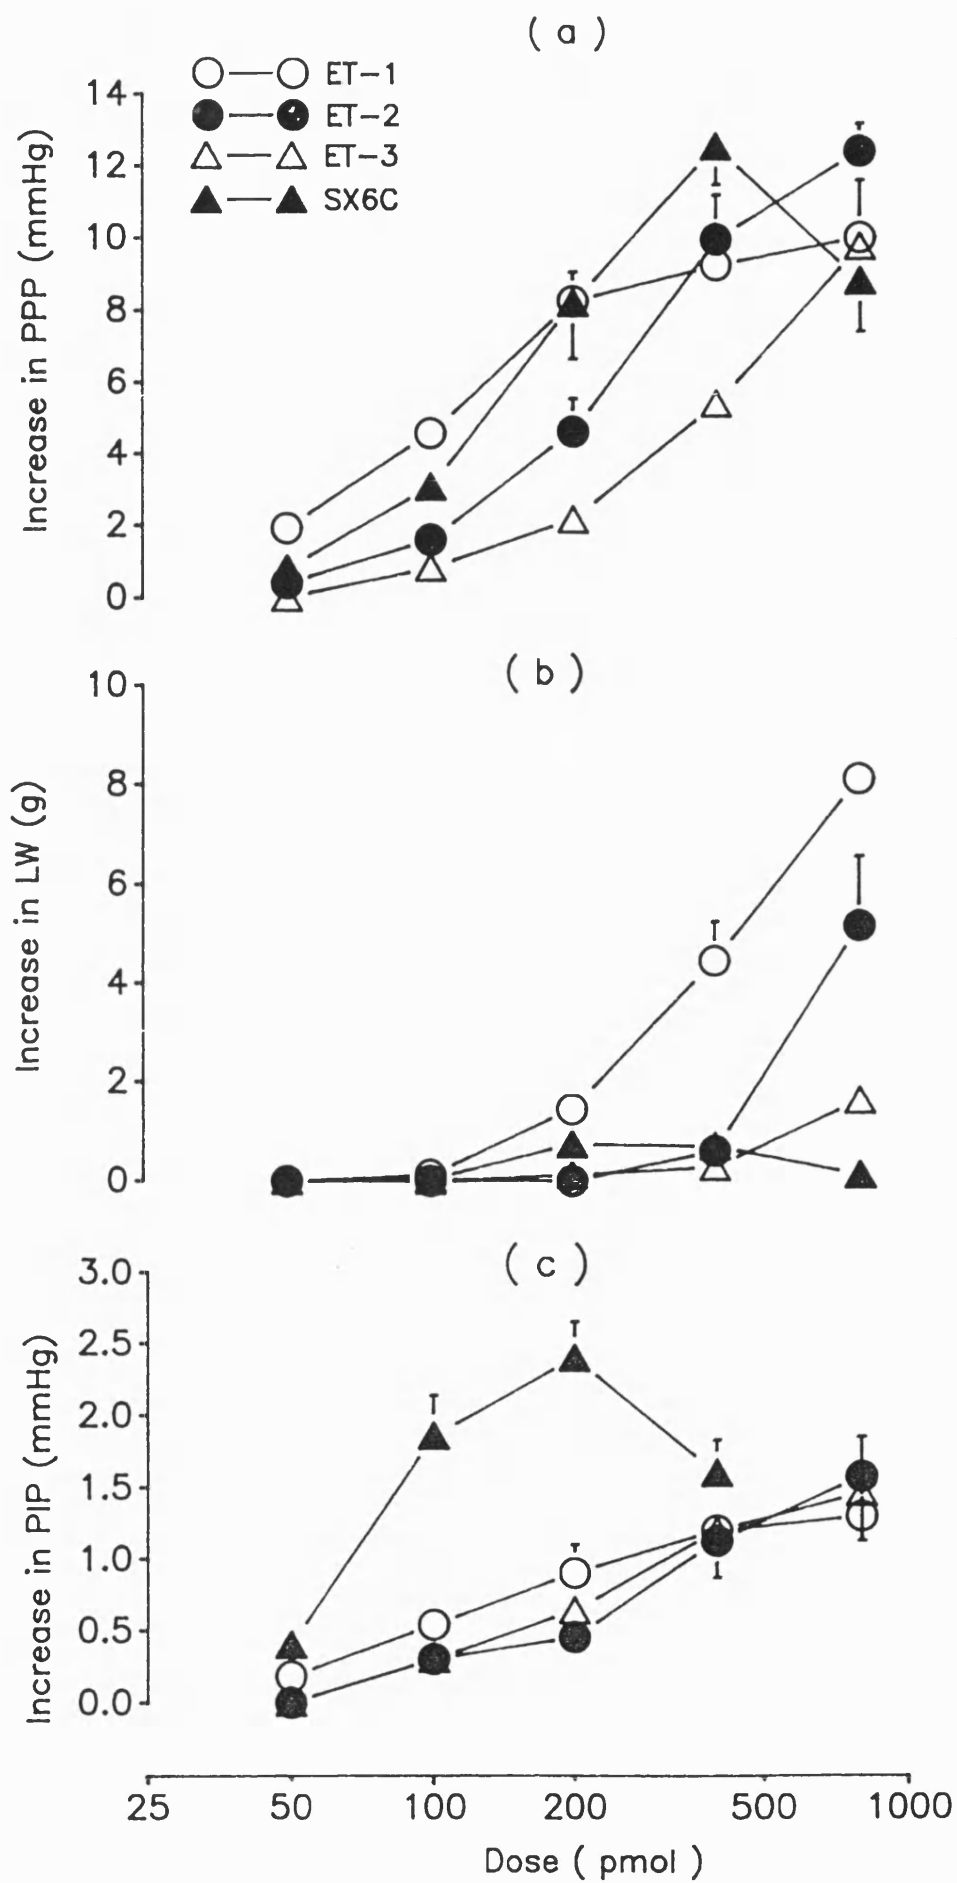 ( a )
ET-1
ET-2
ET-3
SX6C
14
12
10
8
6
4
2
0
Increase in PPP (mmHg)
( b )
10
8
6
4
2
0
Increase in LW (g)
( c )
3.0
2.5
2.0
1.5
1.0
0.5
0.0
Increase in PIP (mmHg)
25 50 100 200 500 1000
Dose ( pmol )